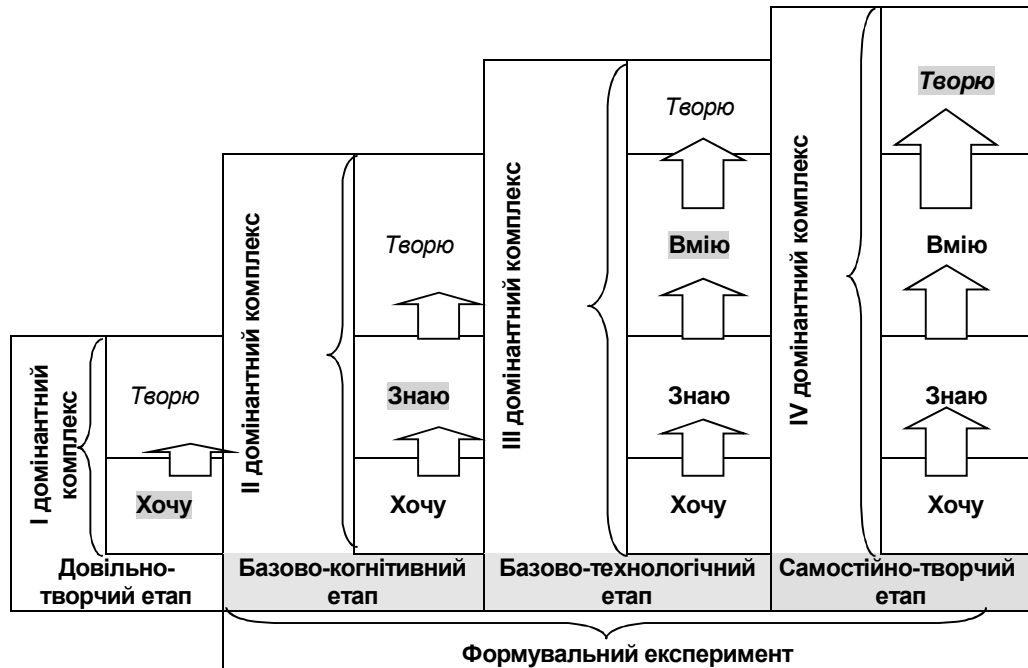 І домінантний
комплекс
Творю
Хочу
Довільно-
творчий етап
ІІ домінантний комплекс
Творю
Знаю
Хочу
Базово-когнітивний
етап
ІІІ домінантний комплекс
Творю
Вмію
Знаю
Хочу
Базово-технологічний
етап
IV домінантний комплекс
Творю
Вмію
Знаю
Хочу
Самостійно-творчий
етап
Формувальний експеримент